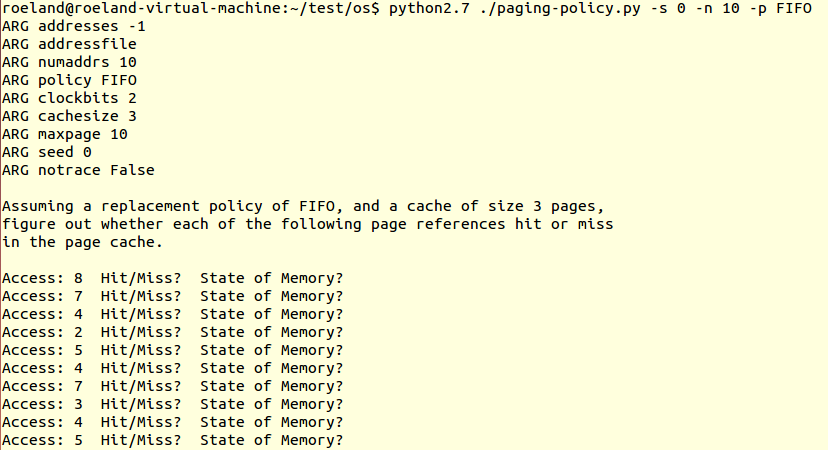 roeland@roeland-virtual-machine:~/test/os$ python2.7 ./paging-policy.py -s 0 -n 10 -p FIFO
ARG addresses -1
ARG addressfile
ARG numaddrs 10
ARG policy FIFO
ARG clockbits 2
ARG cachesize 3
ARG maxpage 10
ARG seed 0
ARG notrace False
Assuming a replacement policy of FIFO, and a cache of size 3 pages,
figure out whether each of the following page references hit or miss
in the page cache.
Access: 8  Hit/Miss?  State of Memory?
Access: 7  Hit/Miss?  State of Memory?
Access: 4  Hit/Miss?  State of Memory?
Access: 2  Hit/Miss?  State of Memory?
Access: 5  Hit/Miss?  State of Memory?
Access: 4  Hit/Miss?  State of Memory?
Access: 7  Hit/Miss?  State of Memory?
Access: 3  Hit/Miss?  State of Memory?
Access: 4  Hit/Miss?  State of Memory?
Access: 5  Hit/Miss?  State of Memory?